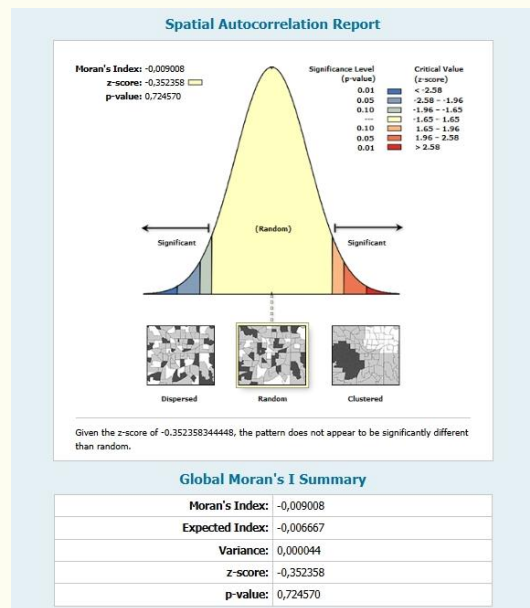 Spatial Autocorrelation Report
Moran's Index: -0,009008
z-score: -0,352358
p-value: 0,724570
Significance Level
(p-value)
Critical Value
(z-score)
0.01 < -2.58
0.05 -2.58 – -1.96
0.10 -1.96 – -1.65
--- -1.65 – 1.65
0.10 1.65 – 1.96
0.05 1.96 – 2.58
0.01 > 2.58
(Random)
Significant
Significant
Dispersed
Random
Clustered
Given the z-score of -0.352358344448, the pattern does not appear to be significantly different
than random.
Global Moran's I Summary
Moran's Index: -0,009008
Expected Index: -0,006667
Variance: 0,000044
z-score: -0,352358
p-value: 0,724570